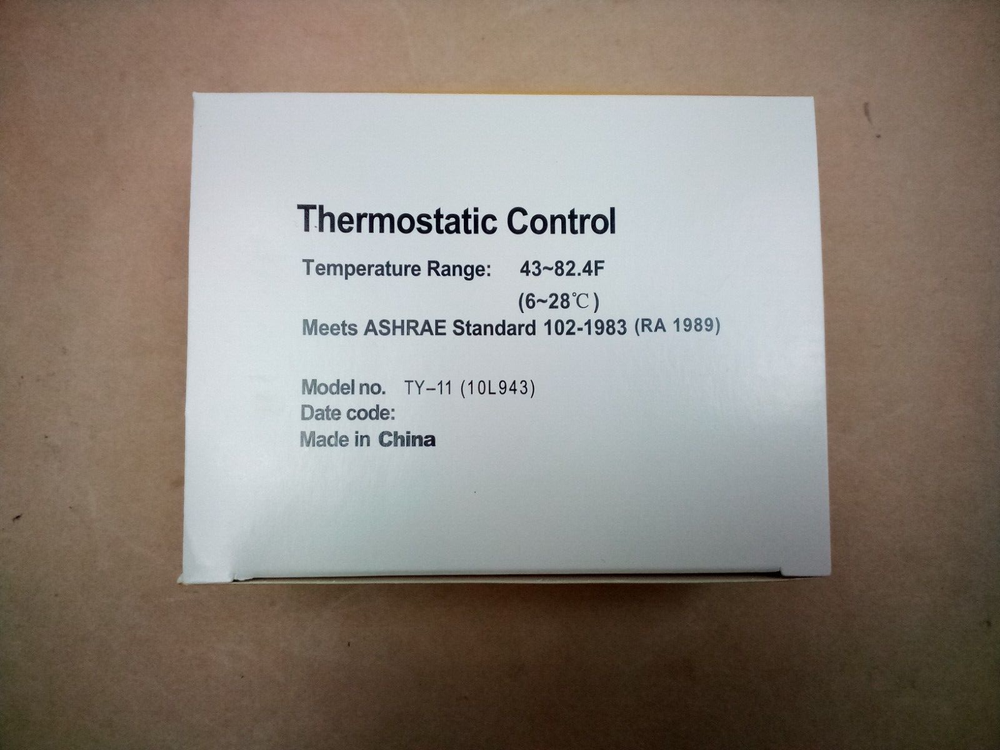 Thermostatic Control
Temperature Range: 43~82.4F
(6~28℃)
Meets ASHRAE Standard 102-1983 (RA 1989)
Model no. TY-11 (10L943)
Date code:
Made in China